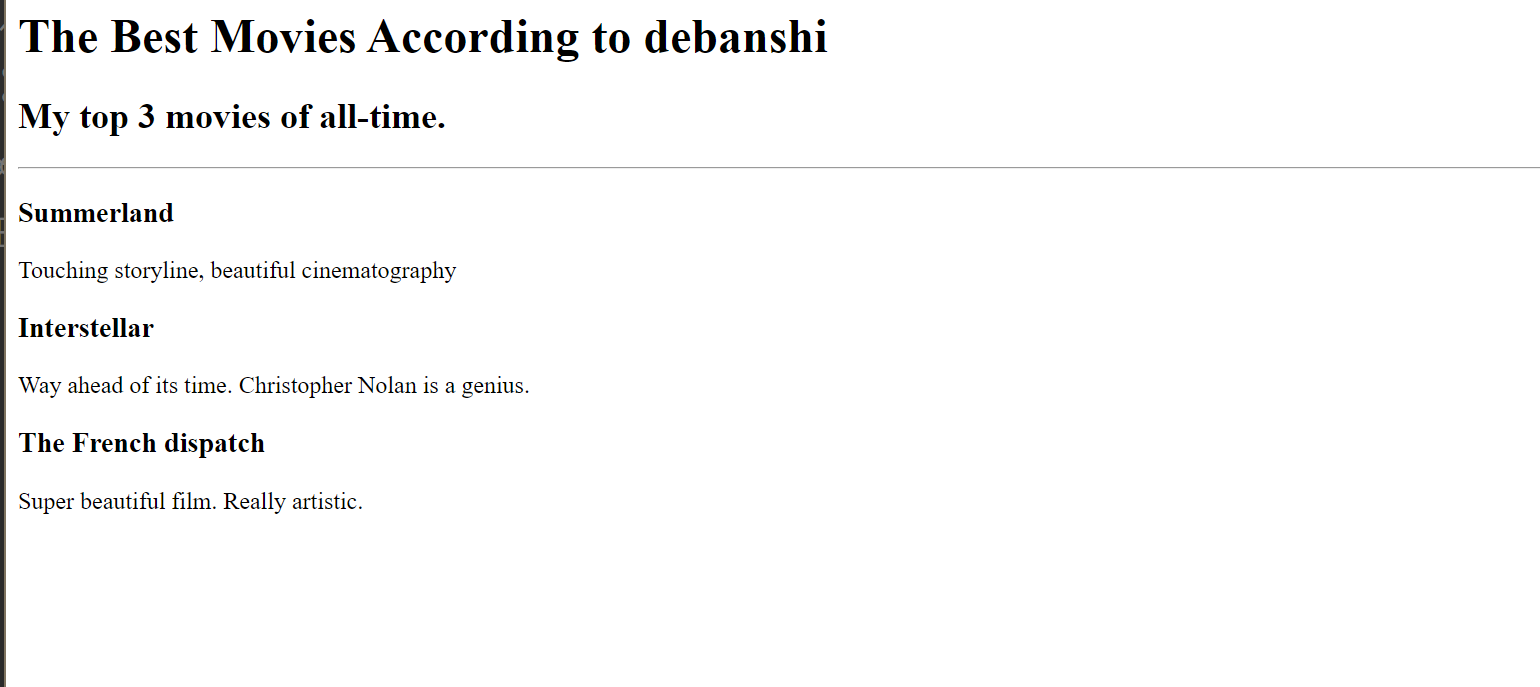 The Best Movies According to debanshi
My top 3 movies of all-time.
Summerland
Touching storyline, beautiful cinematography
Interstellar
Way ahead of its time. Christopher Nolan is a genius.
The French dispatch
Super beautiful film. Really artistic.